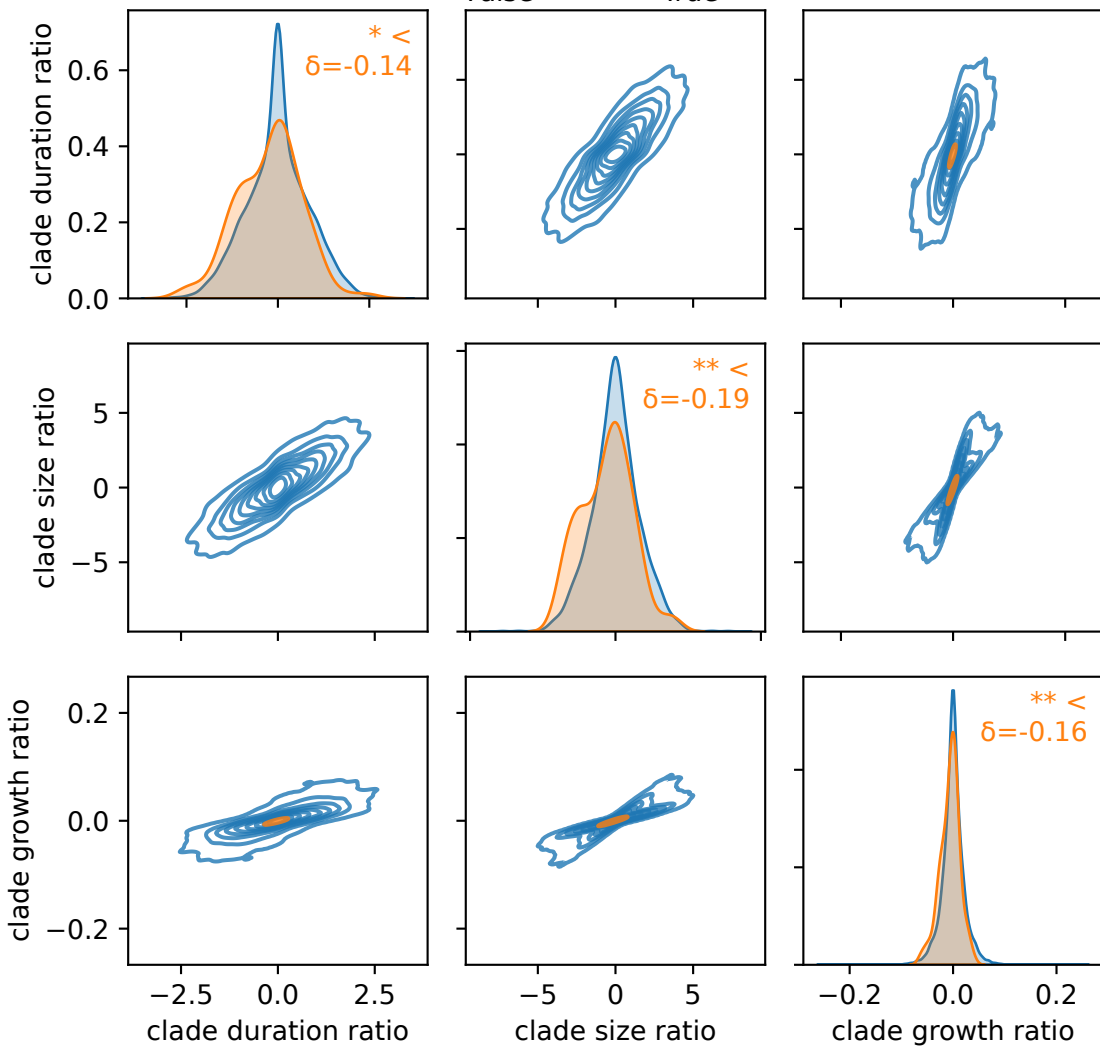 * <
δ=-0.14
clade duration ratio
0.6
0.4
0.2
0.0
** <
δ=-0.19
clade size ratio
5
0
−5
** <
δ=-0.16
clade growth ratio
0.2
0.0
−0.2
−2.5 0.0 2.5
−5 0 5
−0.2 0.0 0.2
clade duration ratio
clade size ratio
clade growth ratio